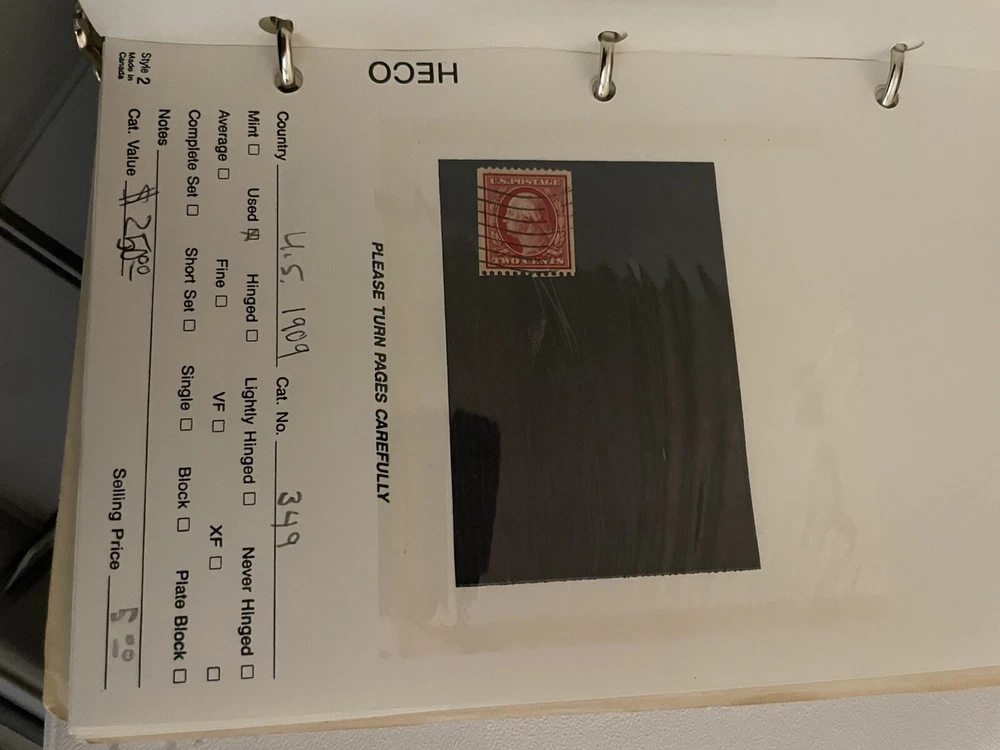 HECO
U.S. POSTAGE
TWO CENTS
PLEASE TURN PAGES CAREFULLY
Country U.S. 1909 Cat. No. 349
Mint Used Hinged Lightly Hinged Never Hinged
Average Fine VF XF
Complete Set Short Set Single Block Plate Block
Notes
Cat. Value $ 25.00 Selling Price 5.00
Style 2
Made in
Canada